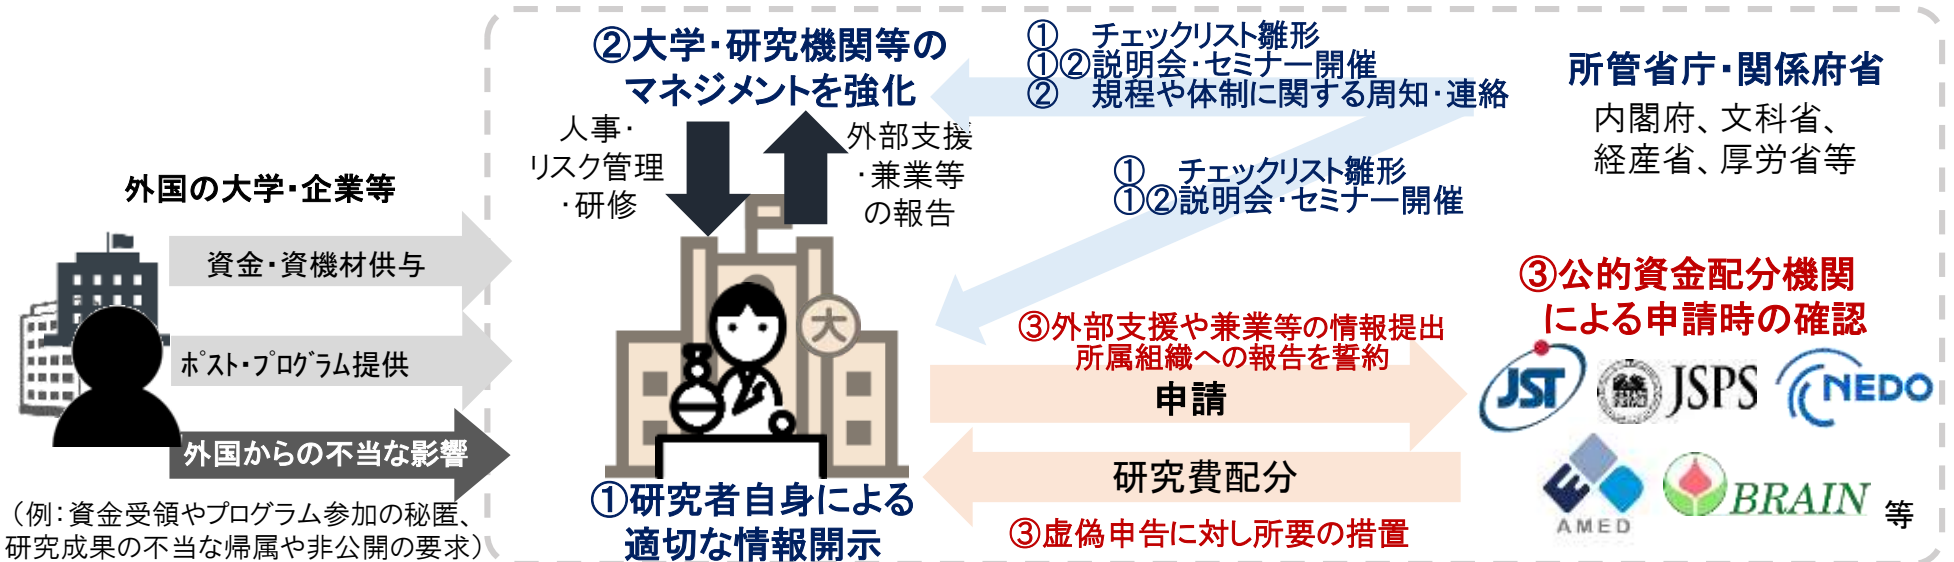 外国の大学・企業等
資金・資機材供与
ﾎﾟｽﾄ・ﾌﾟﾛｸﾞﾗﾑ提供
外国からの不当な影響
（例：資金受領やプログラム参加の秘匿、
研究成果の不当な帰属や非公開の要求）
②大学・研究機関等の
マネジメントを強化
人事・
リスク管理
・研修
外部支援
・兼業等
の報告
大
①研究者自身による
適切な情報開示
①　チェックリスト雛形
①②説明会・セミナー開催
②　規程や体制に関する周知・連絡
①　チェックリスト雛形
①②説明会・セミナー開催
所管省庁・関係府省
内閣府、文科省、
経産省、厚労省等
③外部支援や兼業等の情報提出
所属組織への報告を誓約
申請
研究費配分
③虚偽申告に対し所要の措置
③公的資金配分機関
による申請時の確認
JST
JSPS
NEDO
AMED
BRAIN
等